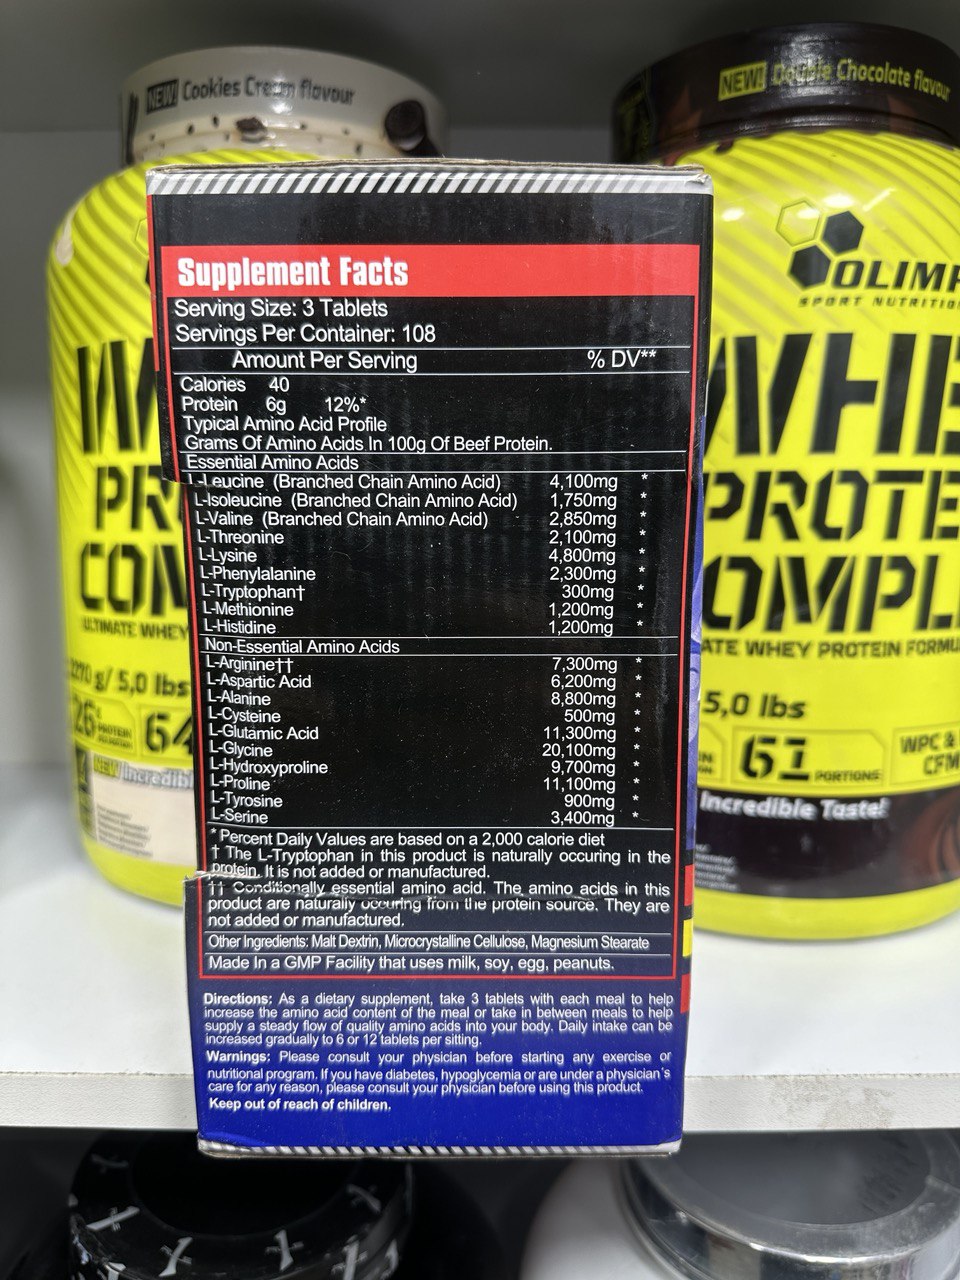 NEW! Cookies Cream flavour
NEW! Double Chocolate flavour
OLIMP
SPORT NUTRITION
Supplement Facts
Serving Size: 3 Tablets
Servings Per Container: 108
Amount Per Serving % DV**
Calories 40
Protein 6g 12%*
Typical Amino Acid Profile
Grams Of Amino Acids In 100g Of Beef Protein.
Essential Amino Acids
L-Leucine (Branched Chain Amino Acid) 4,100mg *
L-Isoleucine (Branched Chain Amino Acid) 1,750mg *
L-Valine (Branched Chain Amino Acid) 2,850mg *
L-Threonine 2,100mg *
L-Lysine 4,800mg *
L-Phenylalanine 2,300mg *
L-Tryptophan† 300mg *
L-Methionine 1,200mg *
L-Histidine 1,200mg *
Non-Essential Amino Acids
L-Arginine†† 7,300mg *
L-Aspartic Acid 6,200mg *
L-Alanine 8,800mg *
L-Cysteine 500mg *
L-Glutamic Acid 11,300mg *
L-Glycine 20,100mg *
L-Hydroxyproline 9,700mg *
L-Proline 11,100mg *
L-Tyrosine 900mg *
L-Serine 3,400mg *
* Percent Daily Values are based on a 2,000 calorie diet
† The L-Tryptophan in this product is naturally occuring in the
protein. It is not added or manufactured.
†† Conditionally essential amino acid. The amino acids in this
product are naturally occuring from the protein source. They are
not added or manufactured.
Other Ingredients: Malt Dextrin, Microcrystalline Cellulose, Magnesium Stearate
Made In a GMP Facility that uses milk, soy, egg, peanuts.
Directions: As a dietary supplement, take 3 tablets with each meal to help
increase the amino acid content of the meal or take in between meals to help
supply a steady flow of quality amino acids into your body. Daily intake can be
increased gradually to 6 or 12 tablets per sitting.
Warnings: Please consult your physician before starting any exercise or
nutritional program. If you have diabetes, hypoglycemia or are under a physician's
care for any reason, please consult your physician before using this product.
Keep out of reach of children.
W
PR
COM
ULTIMATE WHEY
2270 g/ 5,0 lbs
26 PROTEIN
64
NEW Incredibl
WHE
PROTE
OMPL
ATE WHEY PROTEIN FORMU
5,0 lbs
61 PORTIONS
WPC &
CFM
Incredible Taste!